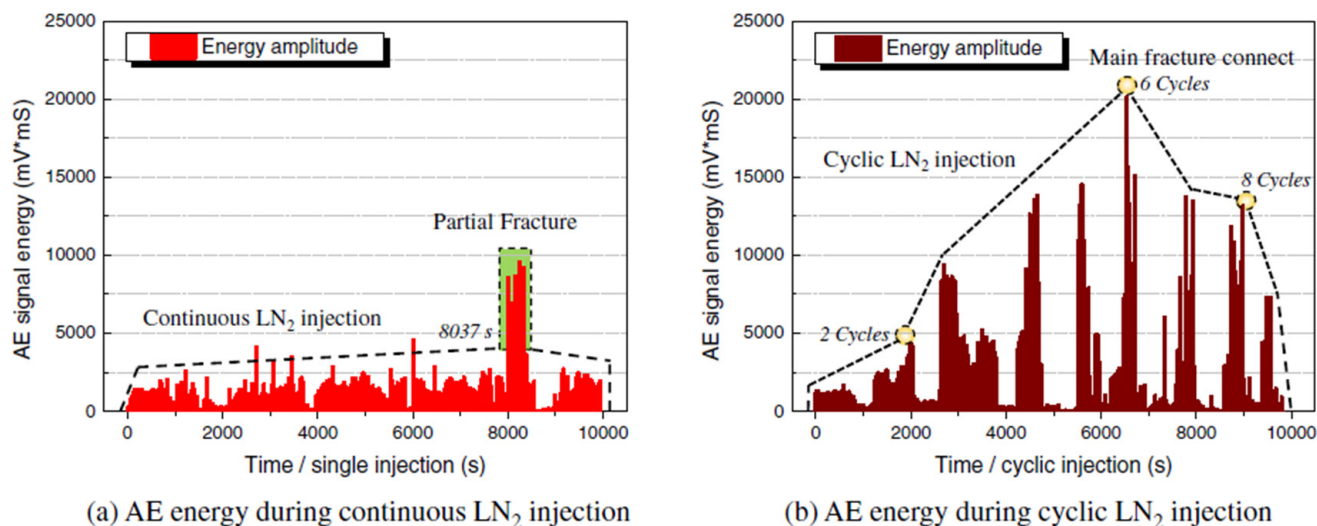 25000
20000
15000
10000
5000
0
AE signal energy (mV*mS)
Energy amplitude
Partial Fracture
Continuous LN₂ injection
8037 s
0 2000 4000 6000 8000 10000
Time / single injection (s)
(a) AE energy during continuous LN₂ injection
25000
20000
15000
10000
5000
0
AE signal energy (mV*mS)
Energy amplitude
Main fracture connect
6 Cycles
Cyclic LN₂ injection
8 Cycles
2 Cycles
0 2000 4000 6000 8000 10000
Time / cyclic injection (s)
(b) AE energy during cyclic LN₂ injection